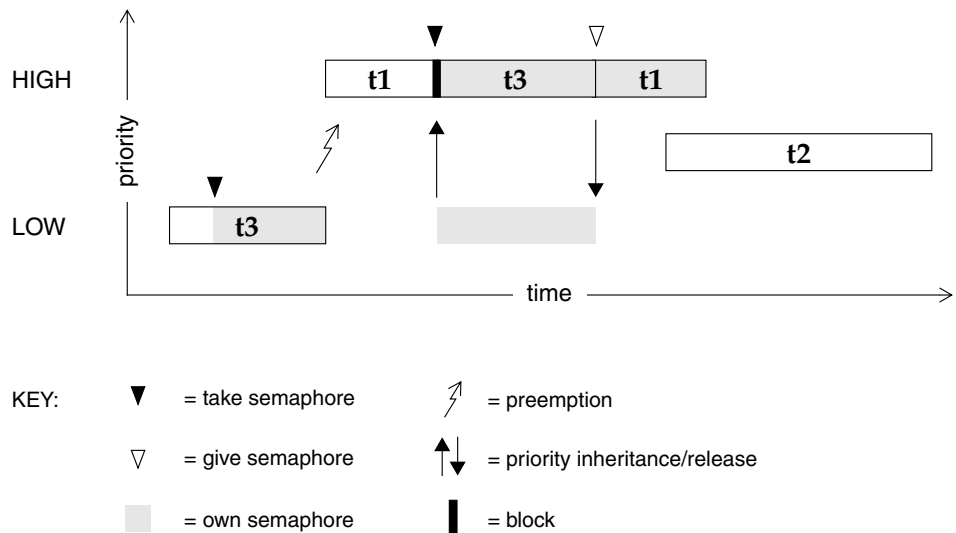 HIGH
t1
t3
t1
priority
t2
LOW
t3
time
KEY:
= take semaphore
= preemption
= give semaphore
= priority inheritance/release
= own semaphore
= block